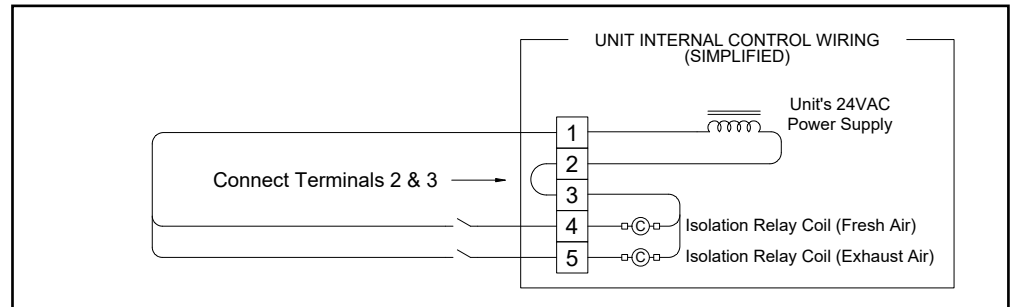 UNIT INTERNAL CONTROL WIRING
(SIMPLIFIED)
Unit's 24VAC
Power Supply
1
2
Connect Terminals 2 & 3
3
4
C
Isolation Relay Coil (Fresh Air)
5
C
Isolation Relay Coil (Exhaust Air)